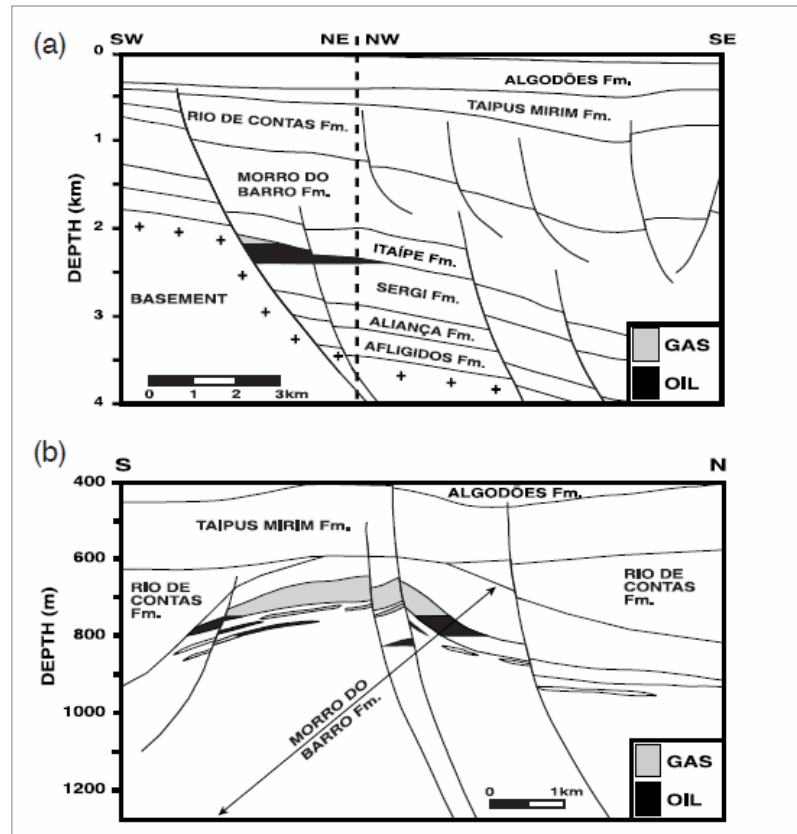 (a)
SW NE NW SE
0
ALGODÕES Fm.
TAIPUS MIRIM Fm.
RIO DE CONTAS Fm.
1
MORRO DO
BARRO Fm.
DEPTH (km)
2
ITAÍPE Fm.
SERGI Fm.
BASEMENT
3
ALIANÇA Fm.
AFLIGIDOS Fm.
GAS
OIL
0 1 2 3km
4
(b)
S N
400
ALGODÕES Fm.
TAIPUS MIRIM Fm.
600
RIO DE
CONTAS
Fm.
RIO DE
CONTAS
Fm.
DEPTH (m)
800
1000
MORRO DO
BARRO Fm.
GAS
OIL
0 1km
1200